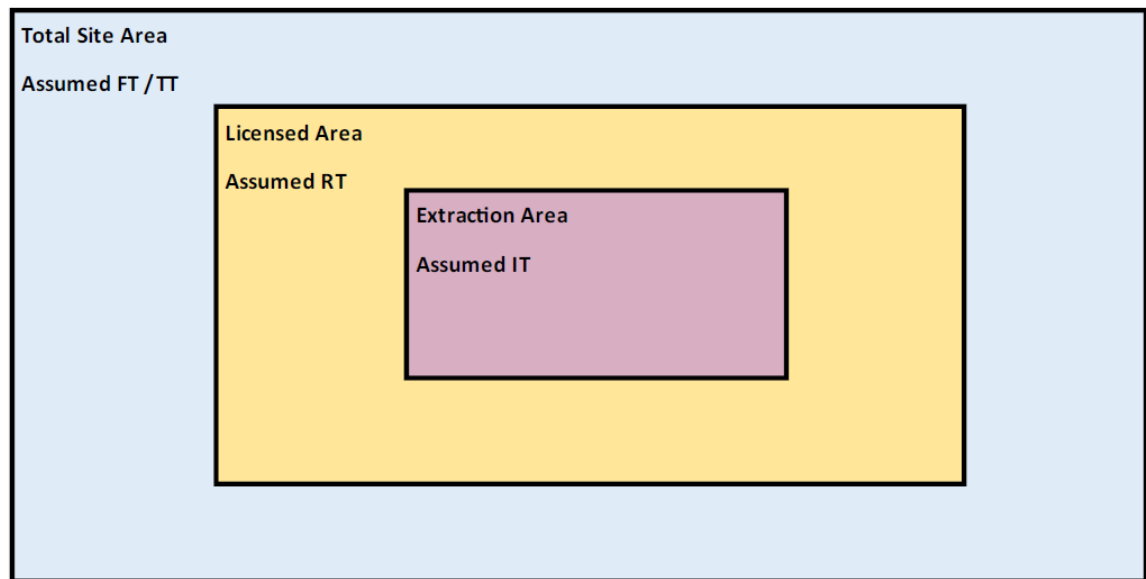 Total Site Area
Assumed FT / TT
Licensed Area
Assumed RT
Extraction Area
Assumed IT